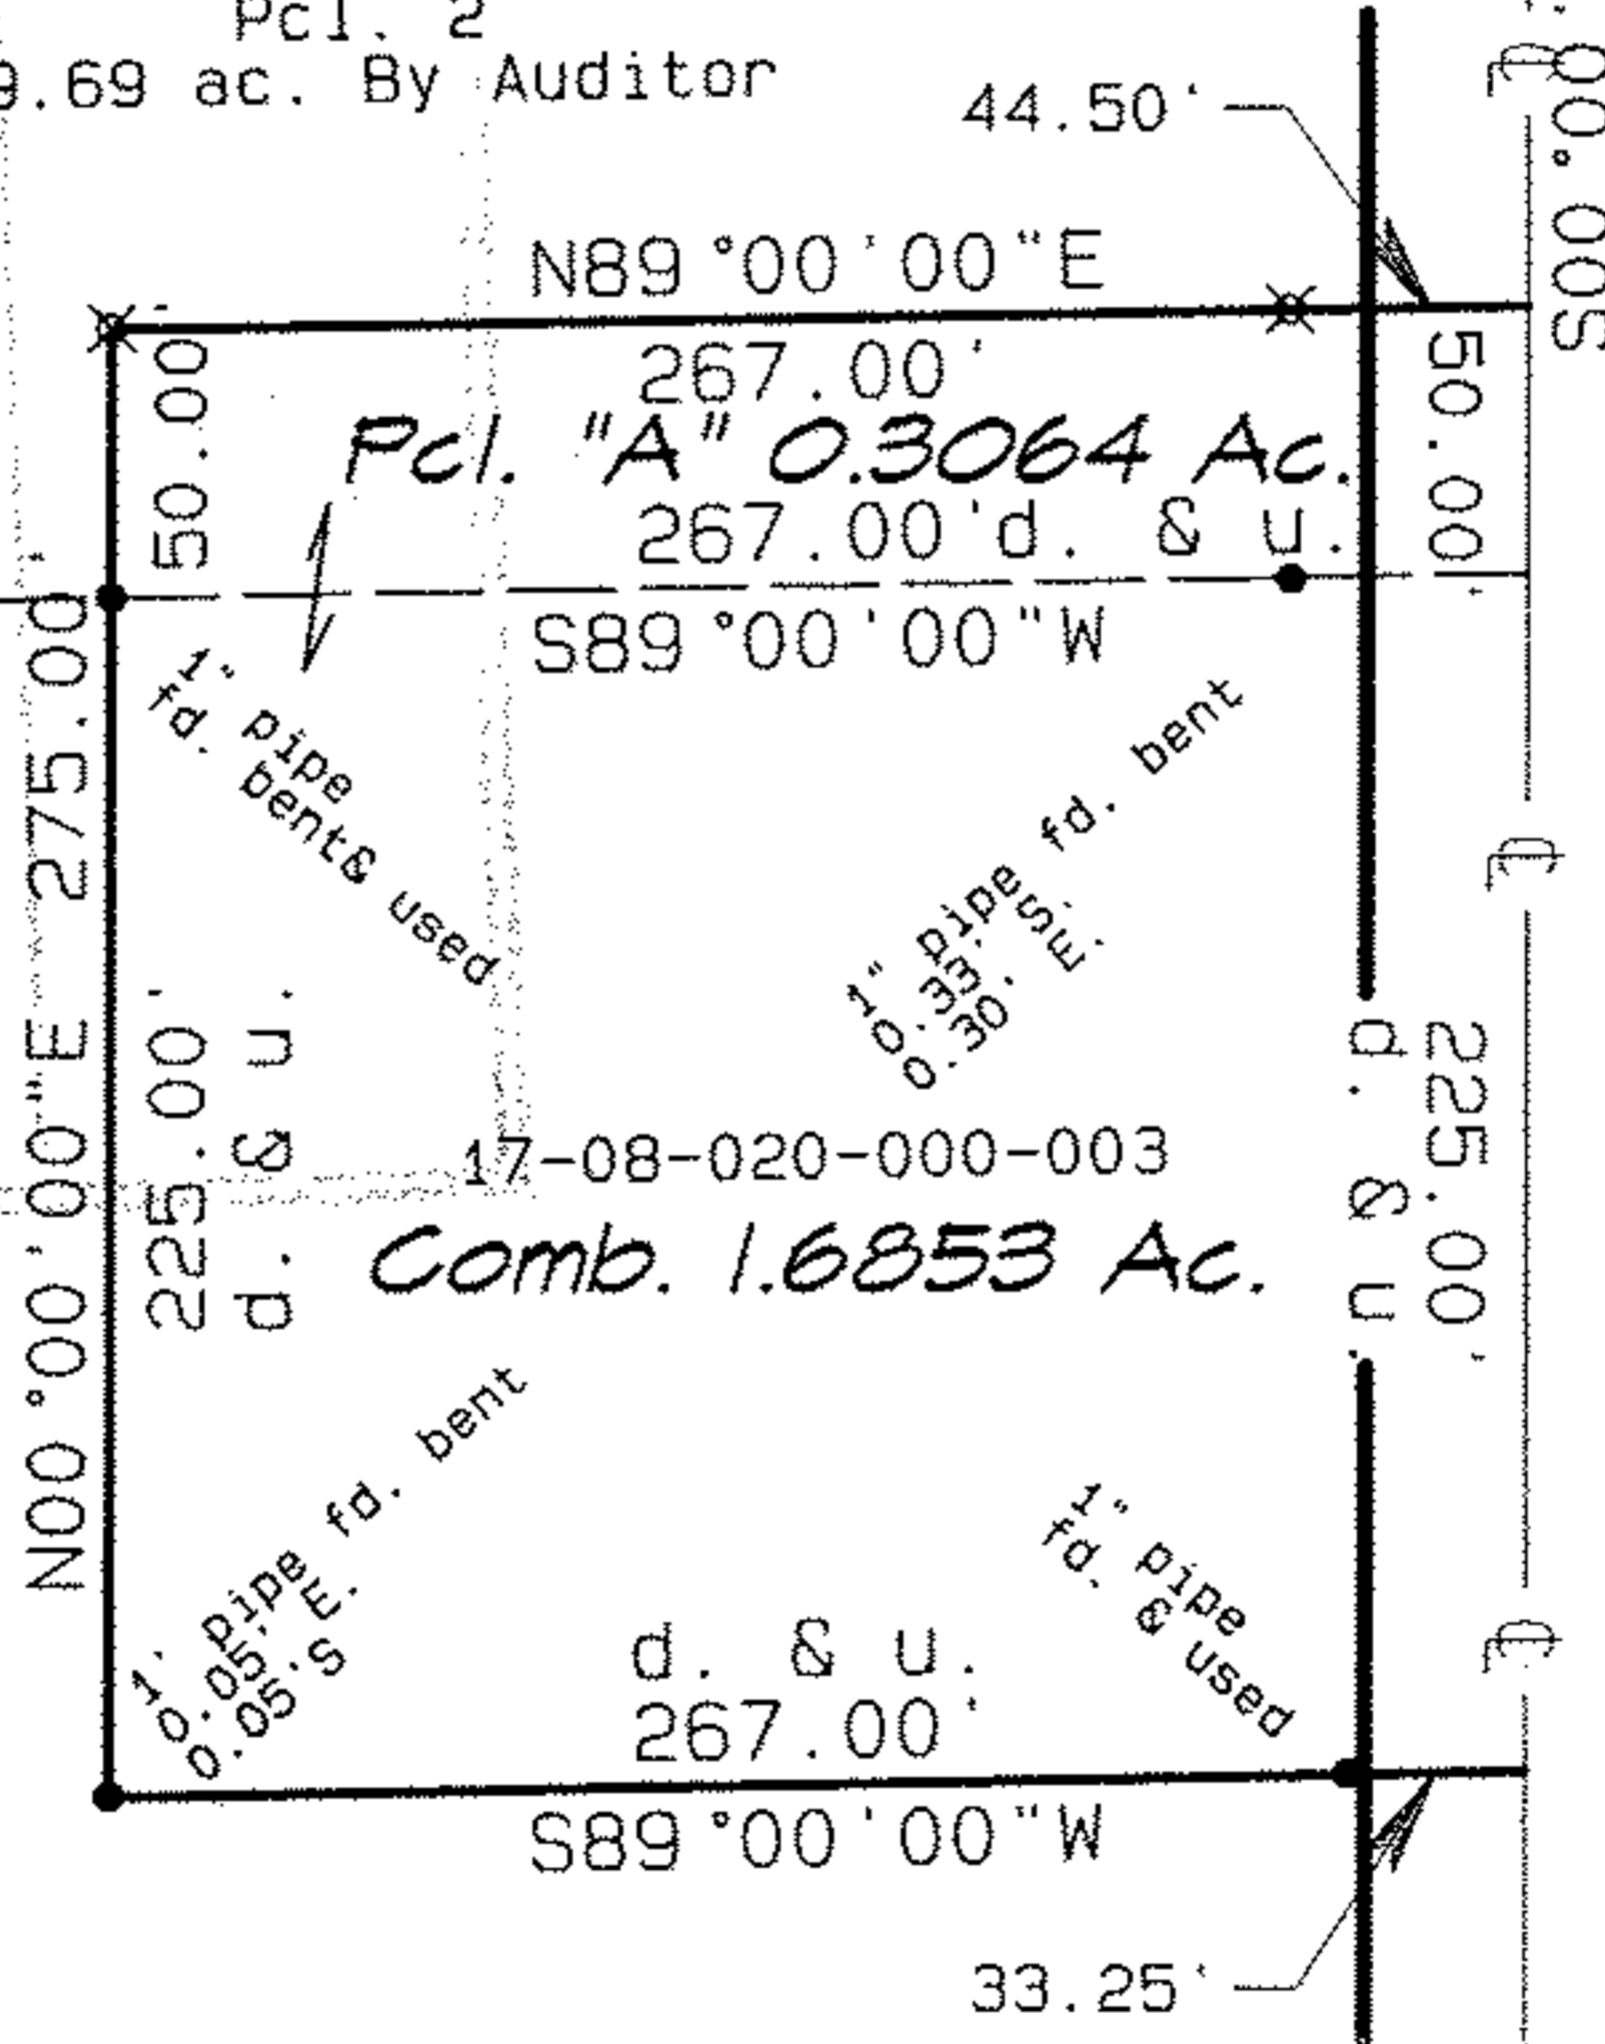 Pcl. 2
9.69 ac. By Auditor
44.50'
S00°00'
N89°00'00"E
267.00'
50.00'
50.00'
Pcl. "A" 0.3064 Ac.
267.00'd. & u.
S89°00'00"W
N00°00'00"E 275.00'
1" pipe
fd. bent& used
1" pipe fd. bent
0.33'S.
0.30'E.
225.00'
d. & u.
225.00'
d. & u.
17-08-020-000-003
Comb. 1.6853 Ac.
1" pipe fd. bent
0.05'E.
0.05'S
1" pipe
fd. & used
d. & u.
267.00'
S89°00'00"W
33.25'